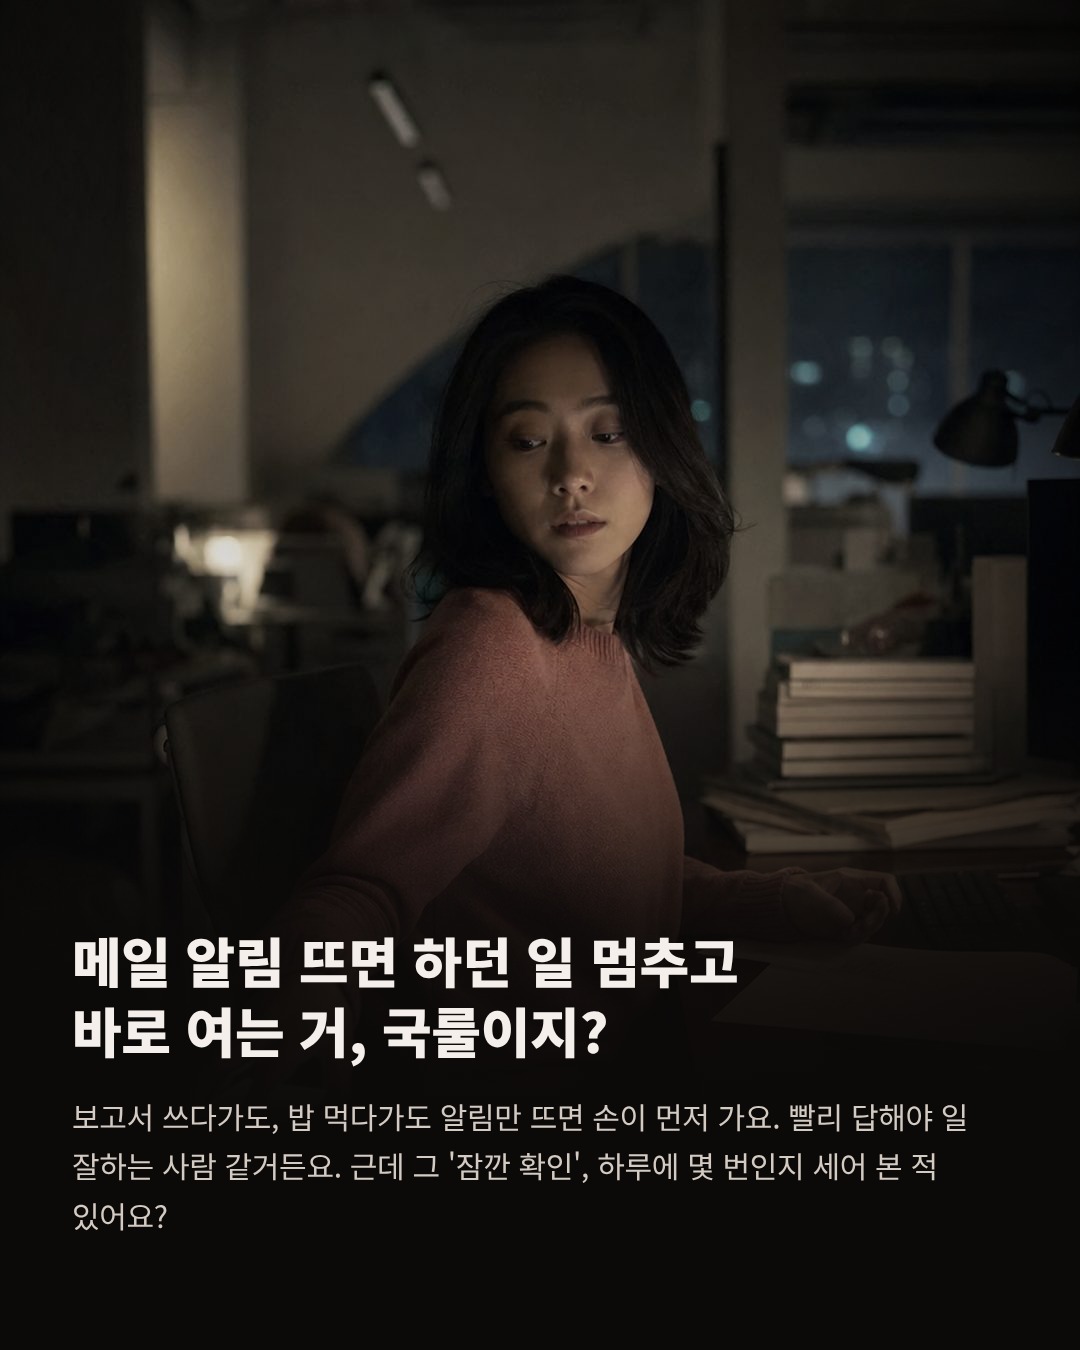 메일 알림 뜨면 하던 일 멈추고
바로 여는 거, 국룰이지?
보고서 쓰다가도, 밥 먹다가도 알림만 뜨면 손이 먼저 가요. 빨리 답해야 일
잘하는 사람 같거든요. 근데 그 '잠깐 확인', 하루에 몇 번인지 세어 본 적
있어요?